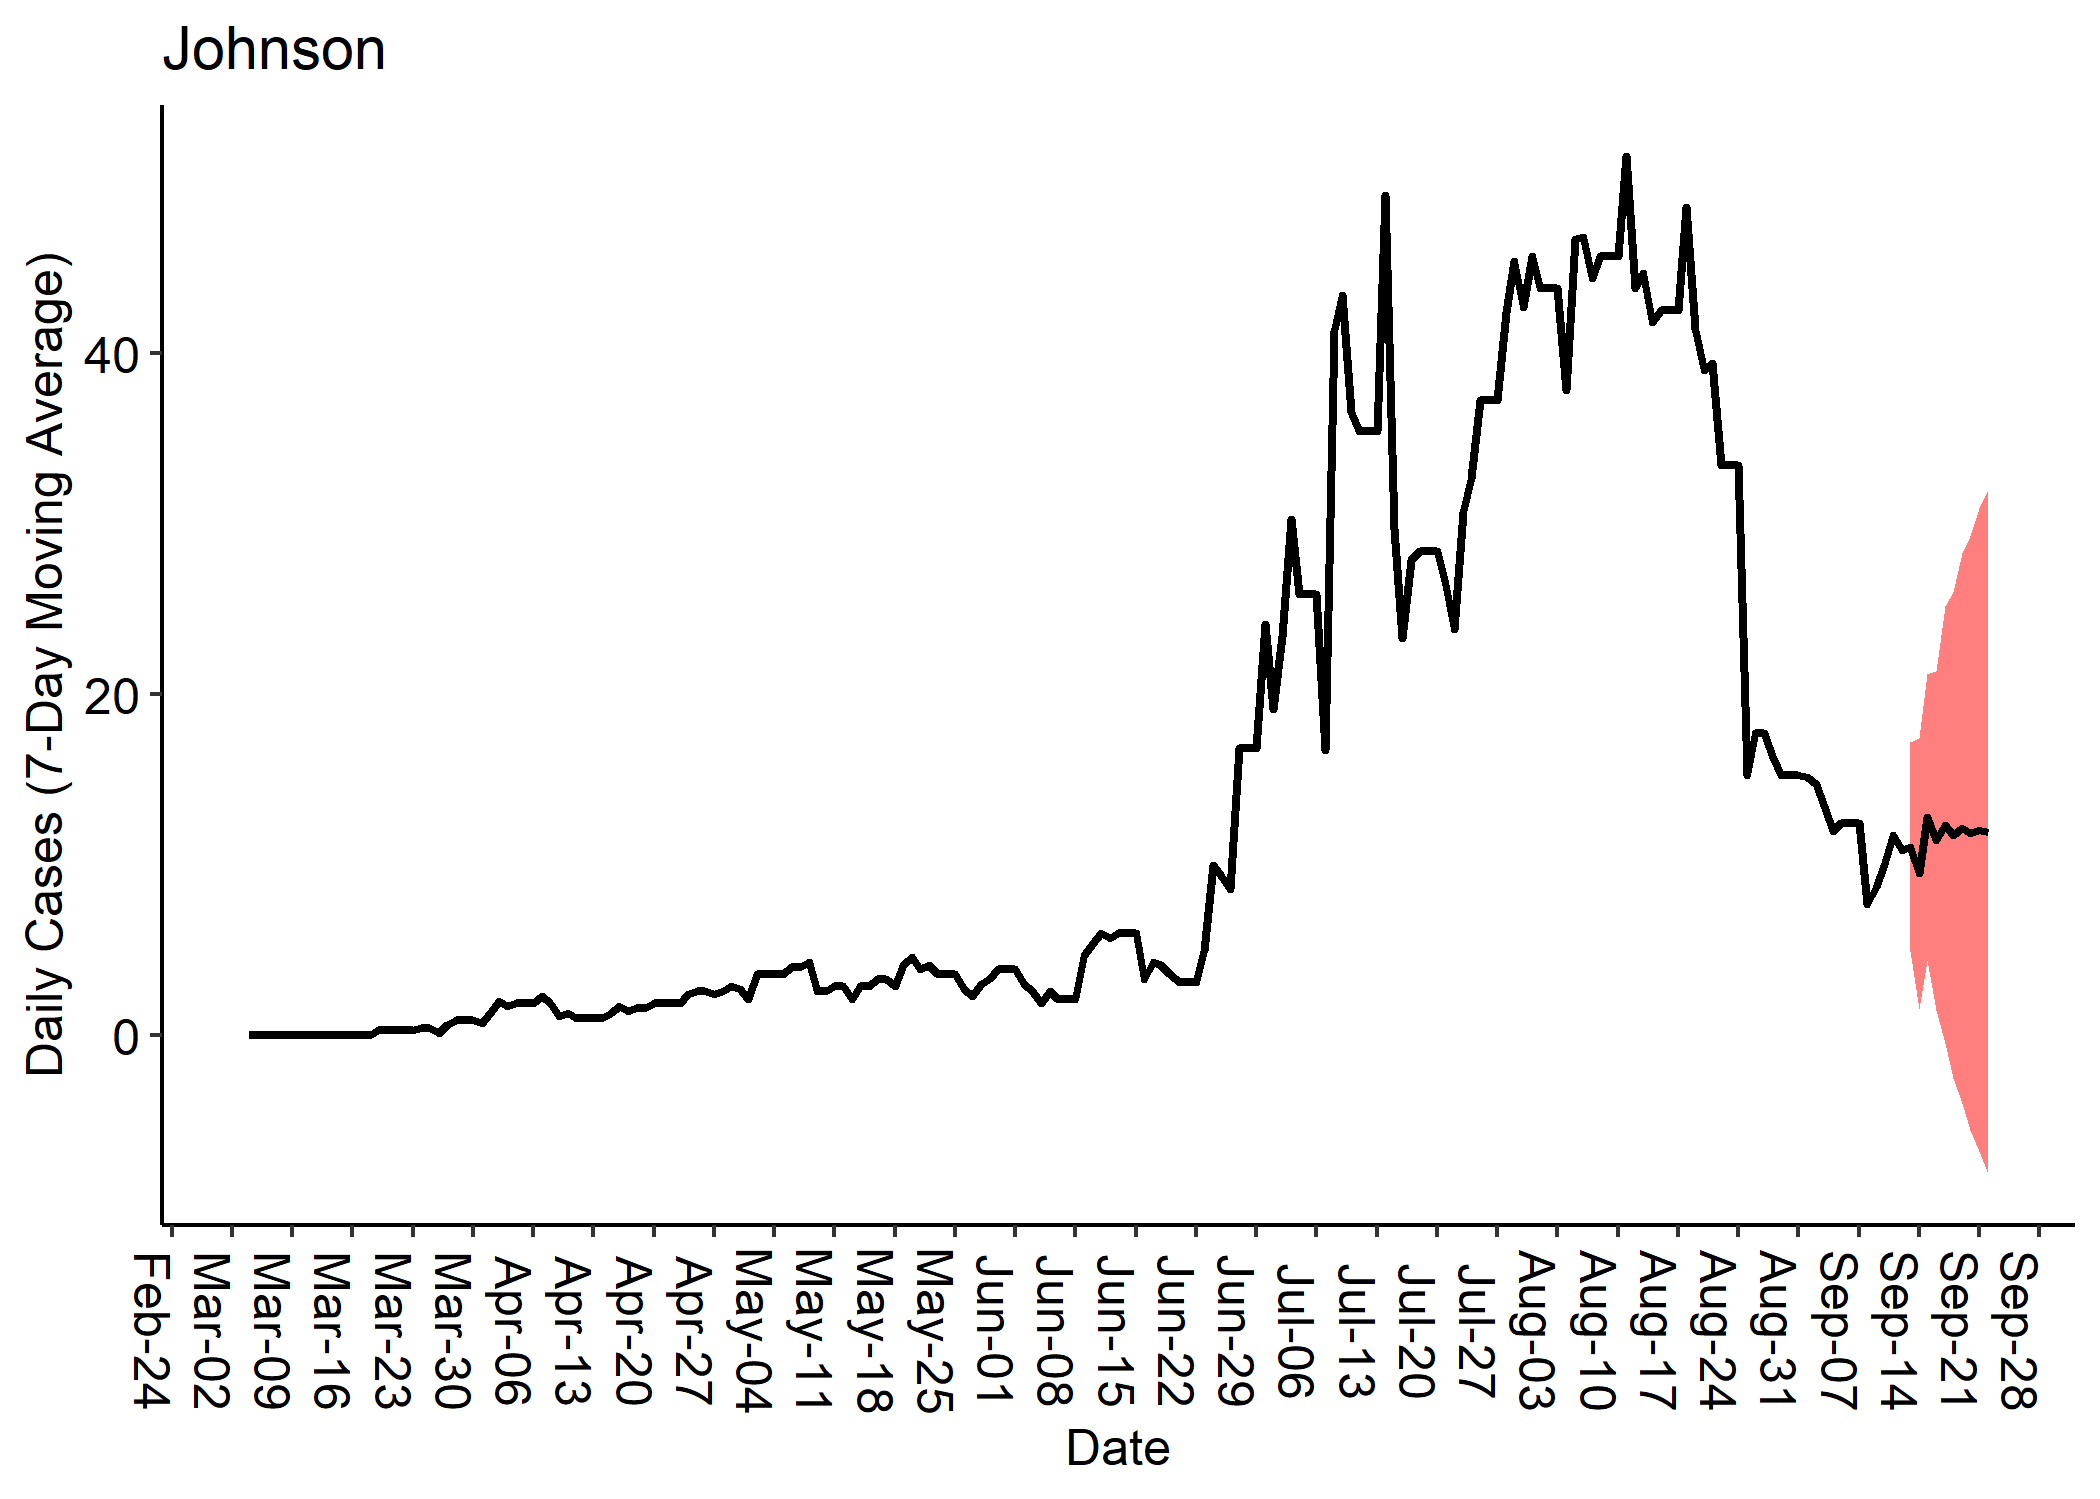 Johnson
Daily Cases (7-Day Moving Average)
40
20
0
Feb-24
Mar-02
Mar-09
Mar-16
Mar-23
Mar-30
Apr-06
Apr-13
Apr-20
Apr-27
May-04
May-11
May-18
May-25
Jun-01
Jun-08
Jun-15
Jun-22
Jun-29
Jul-06
Jul-13
Jul-20
Jul-27
Aug-03
Aug-10
Aug-17
Aug-24
Aug-31
Sep-07
Sep-14
Sep-21
Sep-28
Date